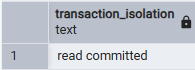 transaction_isolation
text
1 read committed